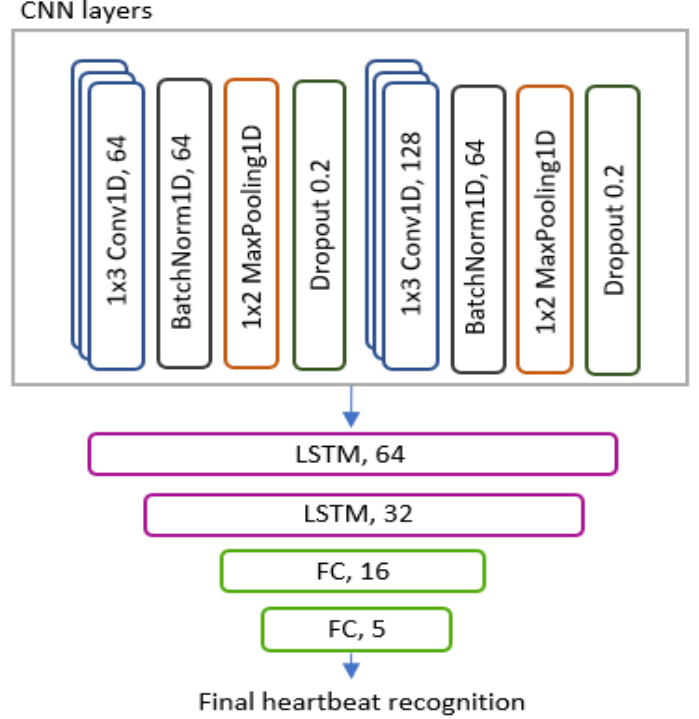 CNN layers
1x3 Conv1D, 64
BatchNorm1D, 64
1x2 MaxPooling1D
Dropout 0.2
1x3 Conv1D, 128
BatchNorm1D, 64
1x2 MaxPooling1D
Dropout 0.2
LSTM, 64
LSTM, 32
FC, 16
FC, 5
Final heartbeat recognition